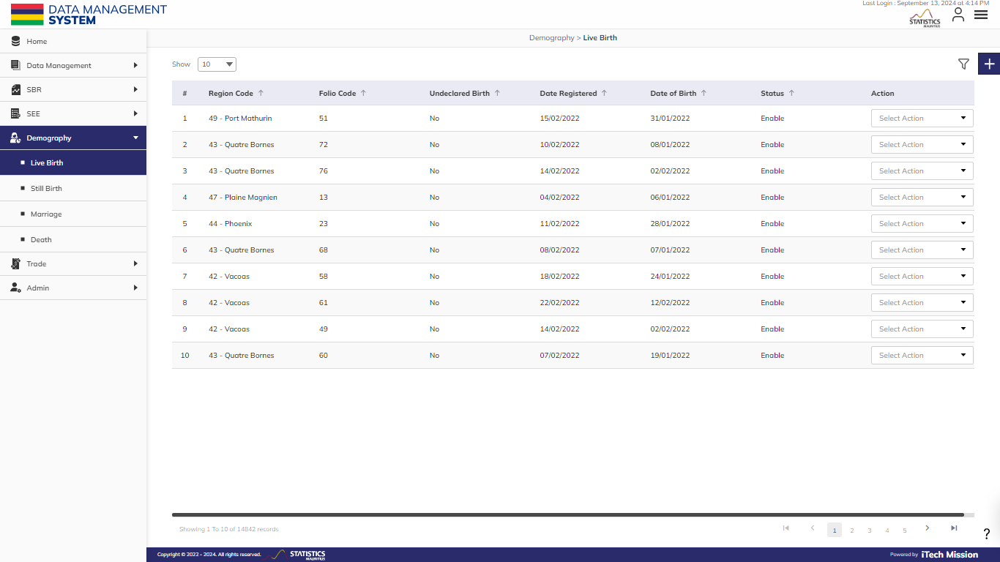 Last Login : September 13, 2024 at 4:14 PM
DATA MANAGEMENT
SYSTEM
STATISTICS
MAURITIUS
Demography > Live Birth
Home
Data Management
SBR
SEE
Demography
Live Birth
Still Birth
Marriage
Death
Trade
Admin
Show 10
# Region Code Folio Code Undeclared Birth Date Registered Date of Birth Status Action
1 49 - Port Mathurin 51 No 15/02/2022 31/01/2022 Enable Select Action
2 43 - Quatre Bornes 72 No 10/02/2022 08/01/2022 Enable Select Action
3 43 - Quatre Bornes 76 No 14/02/2022 02/02/2022 Enable Select Action
4 47 - Plaine Magnien 13 No 04/02/2022 06/01/2022 Enable Select Action
5 44 - Phoenix 23 No 11/02/2022 28/01/2022 Enable Select Action
6 43 - Quatre Bornes 68 No 08/02/2022 07/01/2022 Enable Select Action
7 42 - Vacoas 58 No 18/02/2022 24/01/2022 Enable Select Action
8 42 - Vacoas 61 No 22/02/2022 12/02/2022 Enable Select Action
9 42 - Vacoas 49 No 14/02/2022 02/02/2022 Enable Select Action
10 43 - Quatre Bornes 60 No 07/02/2022 19/01/2022 Enable Select Action
Showing 1 To 10 of 14842 records
1 2 3 4 5
?
Copyright © 2022 - 2024. All rights reserved.
STATISTICS
MAURITIUS
Powered by iTech Mission